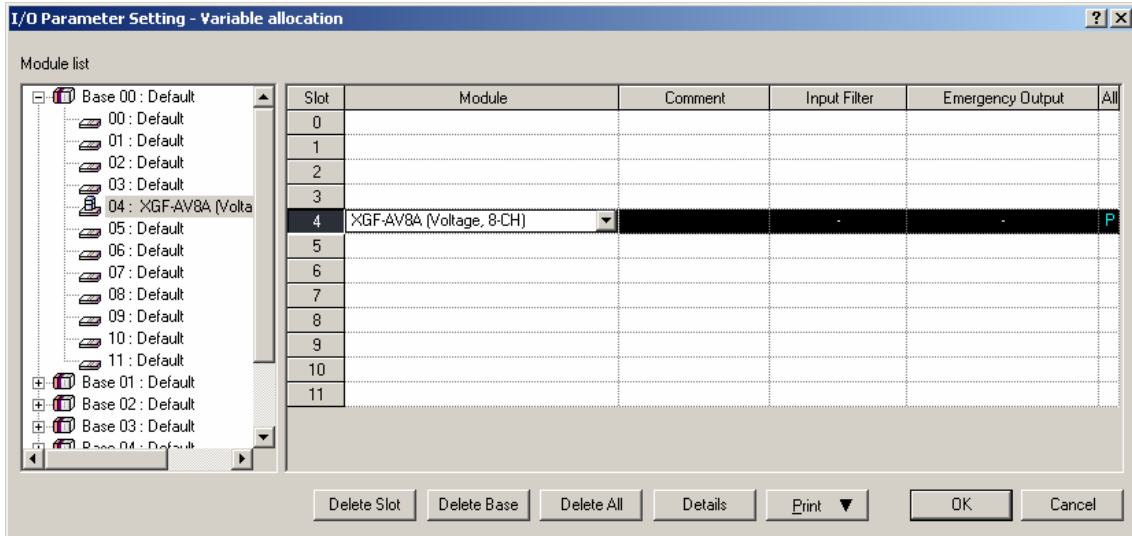 I/O Parameter Setting - Variable allocation
Module list
Base 00 : Default
00 : Default
01 : Default
02 : Default
03 : Default
04 : XGF-AV8A (Volta
05 : Default
06 : Default
07 : Default
08 : Default
09 : Default
10 : Default
11 : Default
Base 01 : Default
Base 02 : Default
Base 03 : Default
Base 04 : Default
Slot Module Comment Input Filter Emergency Output All
0
1
2
3
4 XGF-AV8A (Voltage, 8-CH) - - P
5
6
7
8
9
10
11
Delete Slot Delete Base Delete All Details Print ▼ OK Cancel